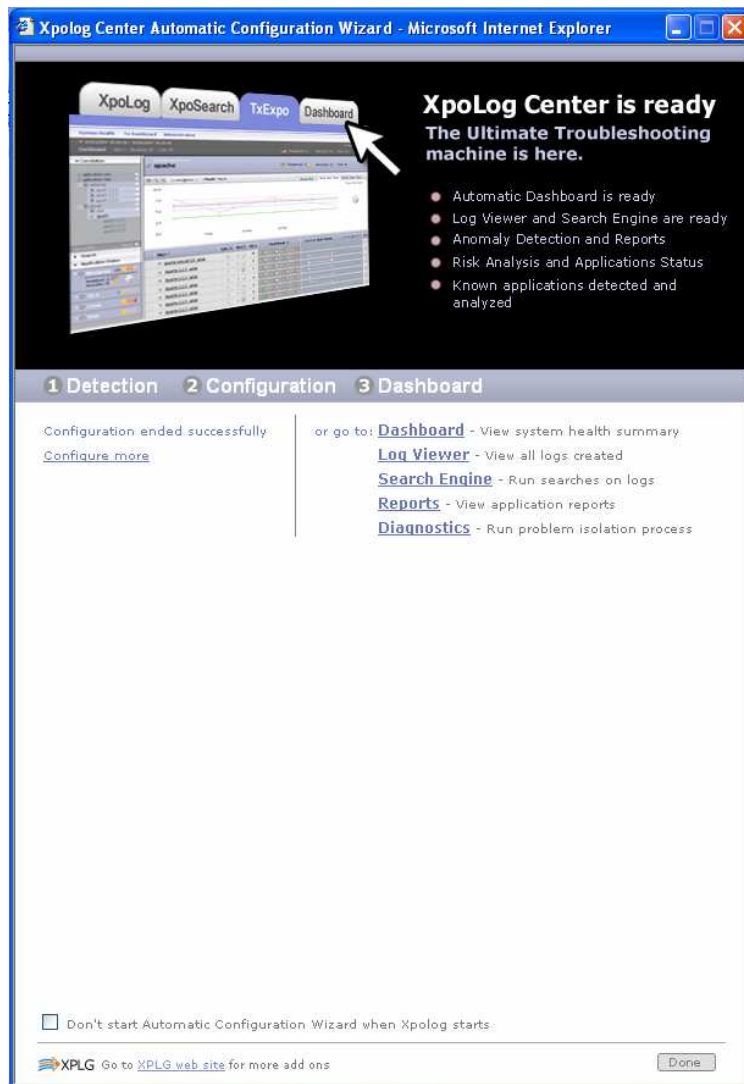 Xpolog Center Automatic Configuration Wizard - Microsoft Internet Explorer
XpoLog XpoSearch TxExpo Dashboard
XpoLog Center is ready
The Ultimate Troubleshooting
machine is here.
Automatic Dashboard is ready
Log Viewer and Search Engine are ready
Anomaly Detection and Reports
Risk Analysis and Applications Status
Known applications detected and
analyzed
apache
1 Detection 2 Configuration 3 Dashboard
Configuration ended successfully
Configure more
or go to: Dashboard - View system health summary
Log Viewer - View all logs created
Search Engine - Run searches on logs
Reports - View application reports
Diagnostics - Run problem isolation process
Don't start Automatic Configuration Wizard when Xpolog starts
XPLG Go to XPLG web site for more add ons
Done